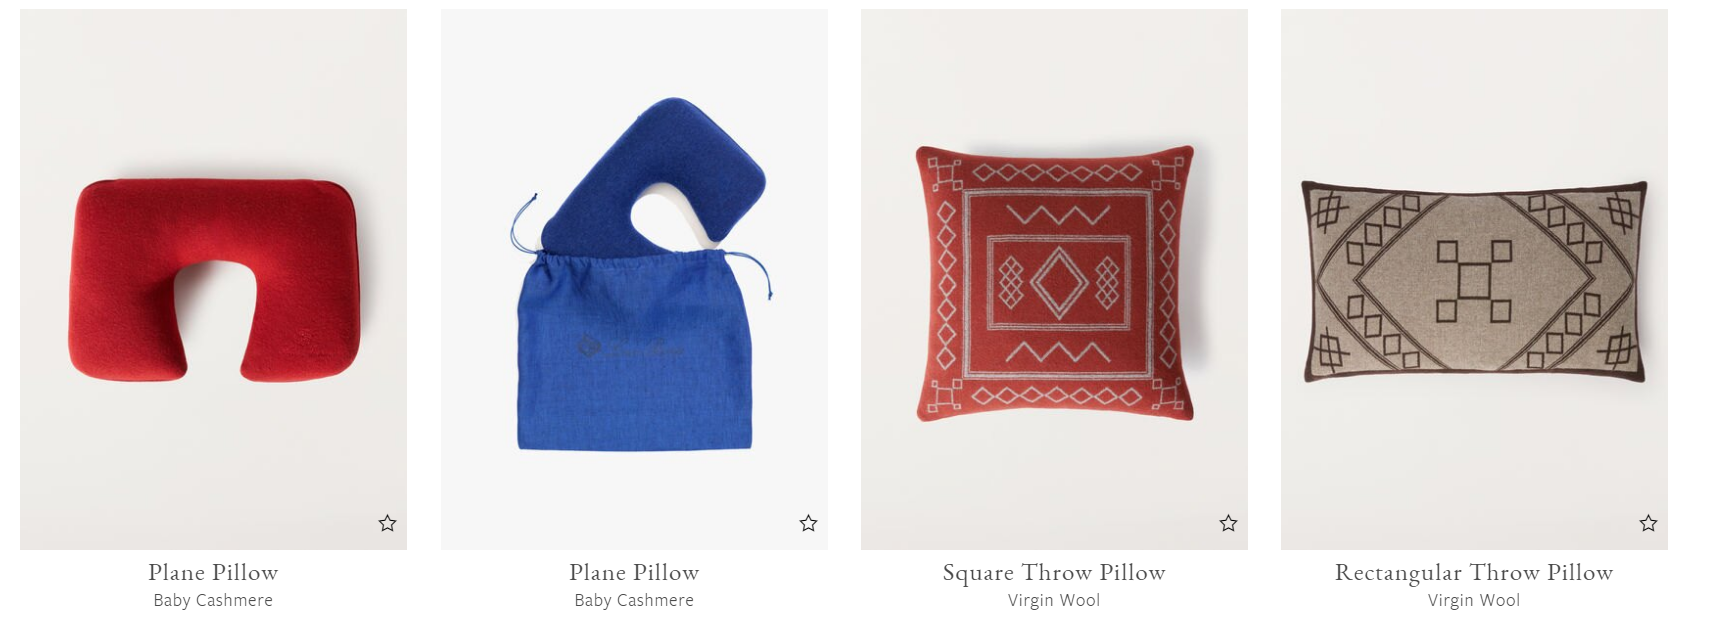 Plane Pillow
Baby Cashmere
Plane Pillow
Baby Cashmere
Square Throw Pillow
Virgin Wool
Rectangular Throw Pillow
Virgin Wool